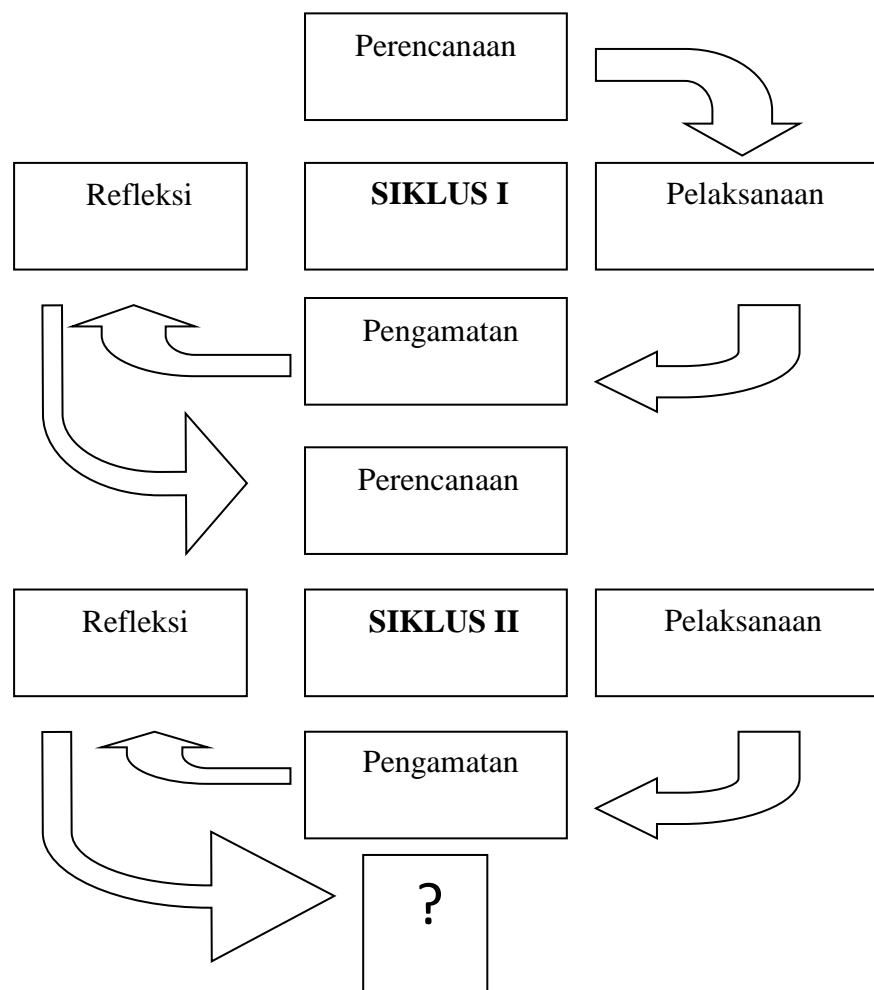 Perencanaan
Refleksi
SIKLUS I
Pelaksanaan
Pengamatan
Perencanaan
Refleksi
SIKLUS II
Pelaksanaan
Pengamatan
?